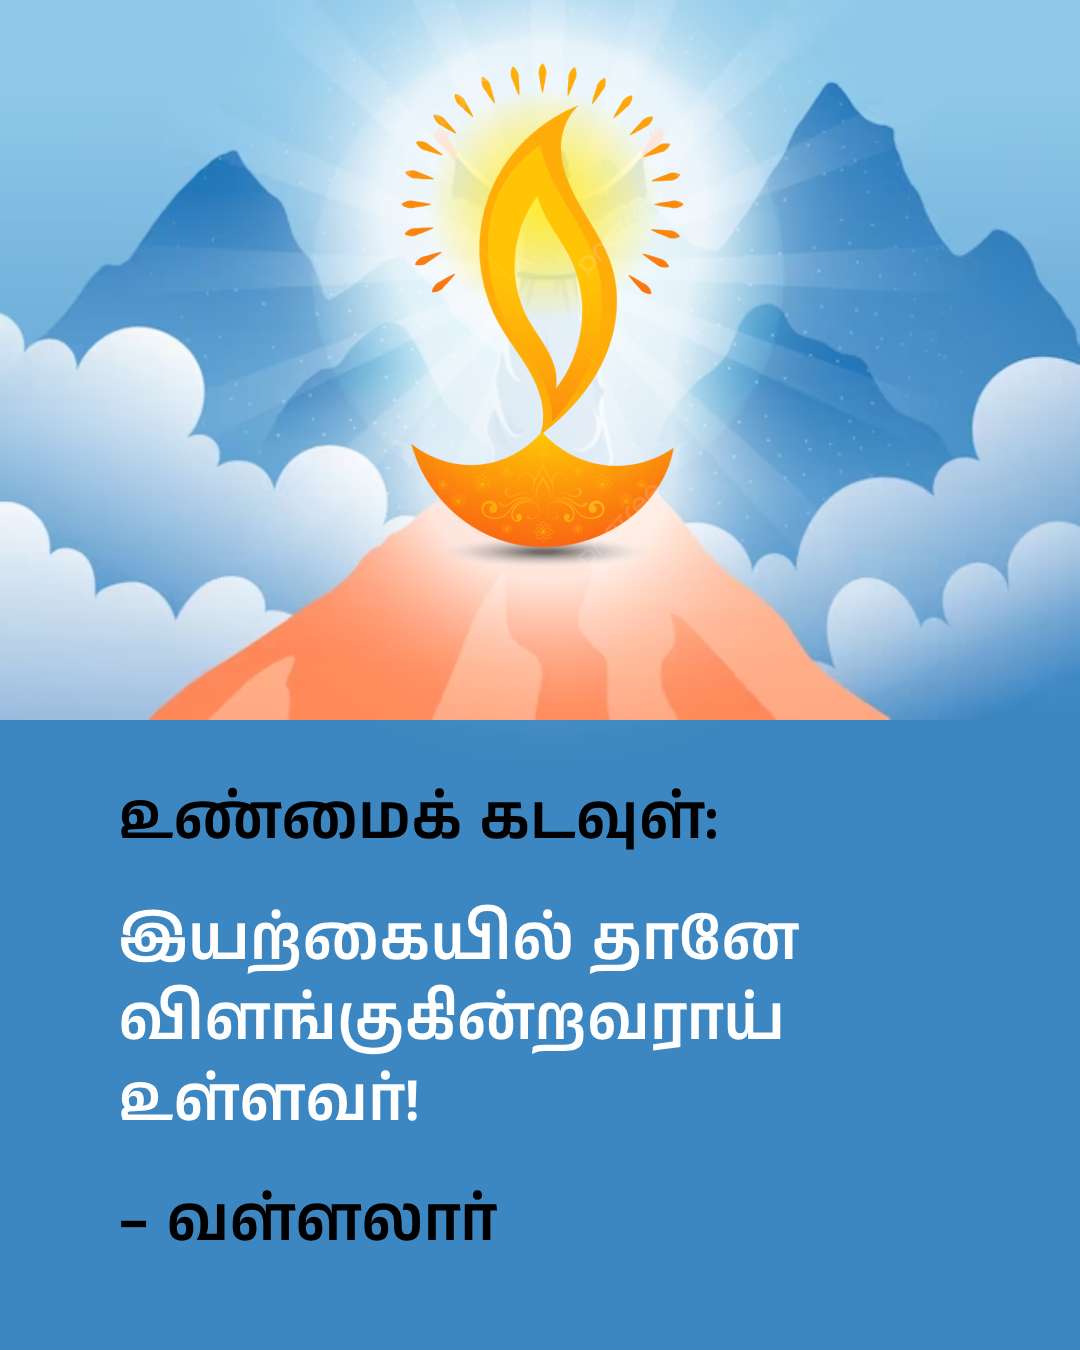 உண்மைக் கடவுள்:
இயற்கையில் தானே
விளங்குகின்றவராய்
உள்ளவர்!
– வள்ளலார்